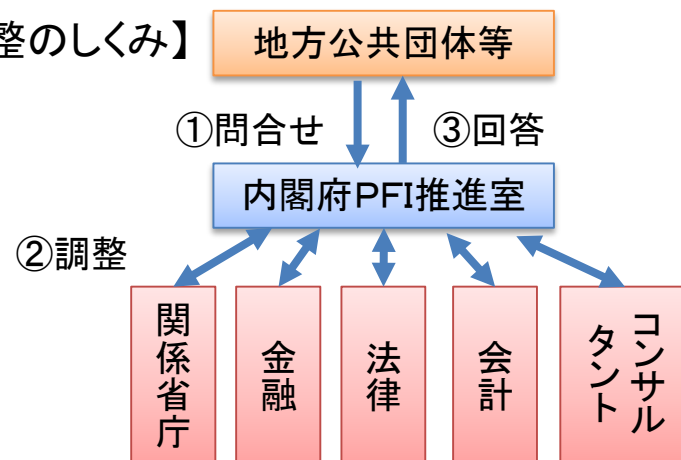 整のしくみ】
地方公共団体等
①問合せ
③回答
内閣府PFI推進室
②調整
関係省庁
金融
法律
会計
コンサル
タント